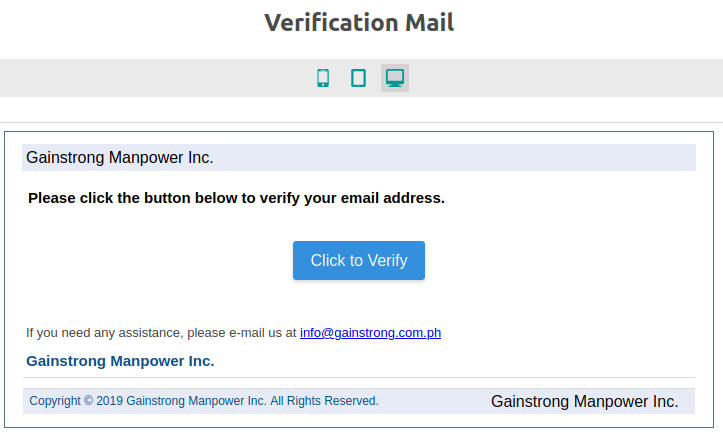 Verification Mail
Gainstrong Manpower Inc.
Please click the button below to verify your email address.
Click to Verify
If you need any assistance, please e-mail us at info@gainstrong.com.ph
Gainstrong Manpower Inc.
Copyright © 2019 Gainstrong Manpower Inc. All Rights Reserved. Gainstrong Manpower Inc.